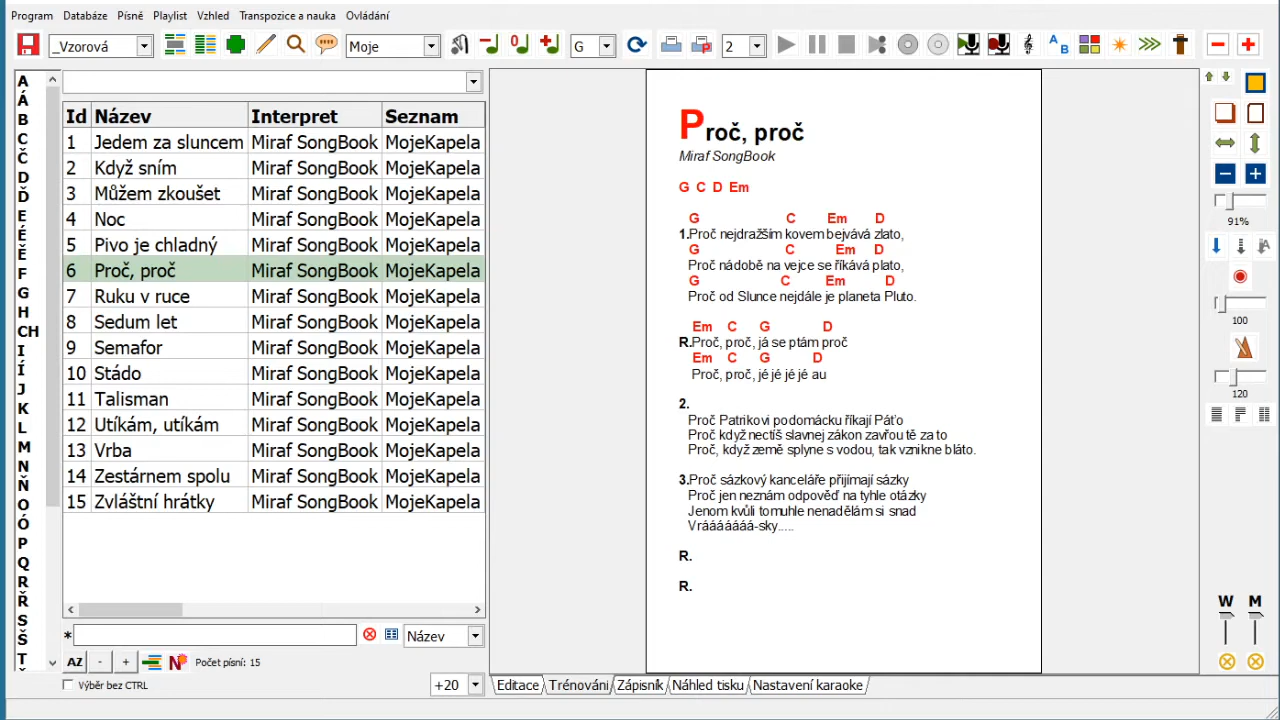 Program Databáze Písné Playlist Vzhled Transpozice a nauka Ovládání
_Vzorová Moje G 2
A
Á
B
C
Č
D
Ď
E
É
Ě
F
G
H
CH
I
Í
J
K
L
M
N
Ň
O
Ó
P
Q
R
Ř
S
Š
T
Id Název Interpret Seznam
1 Jedem za sluncem Miraf SongBook MojeKapela
2 Když sním Miraf SongBook MojeKapela
3 Můžem zkoušet Miraf SongBook MojeKapela
4 Noc Miraf SongBook MojeKapela
5 Pivo je chladný Miraf SongBook MojeKapela
6 Proč, proč Miraf SongBook MojeKapela
7 Ruku v ruce Miraf SongBook MojeKapela
8 Sedum let Miraf SongBook MojeKapela
9 Semafor Miraf SongBook MojeKapela
10 Stádo Miraf SongBook MojeKapela
11 Talisman Miraf SongBook MojeKapela
12 Utíkám, utíkám Miraf SongBook MojeKapela
13 Vrba Miraf SongBook MojeKapela
14 Zestárnem spolu Miraf SongBook MojeKapela
15 Zvláštní hrátky Miraf SongBook MojeKapela
* Název
AZ - + N Počet písní: 15
Výběr bez CTRL +20
Proč, proč
Miraf SongBook
G C D Em
G C Em D
1.Proč nejdražším kovem bejvává zlato,
G C Em D
Proč nádobě na vejce se říkává plato,
G C Em D
Proč od Slunce nejdále je planeta Pluto.
Em C G D
R.Proč, proč, já se ptám proč
Em C G D
Proč, proč, jé jé jé jé au
2.
Proč Patrikovi podomácku říkají Páťo
Proč když nectíš slavnej zákon zavřou tě za to
Proč, když země splyne s vodou, tak vznikne bláto.
3.Proč sázkový kanceláře přijímají sázky
Proč jen neznám odpověď na tyhle otázky
Jenom kvůli tomuhle nenadělám si snad
Vrááááááá-sky.....
R.
R.
Editace Trénování Zápisník Náhled tisku Nastavení karaoke
91%
100
120
W M